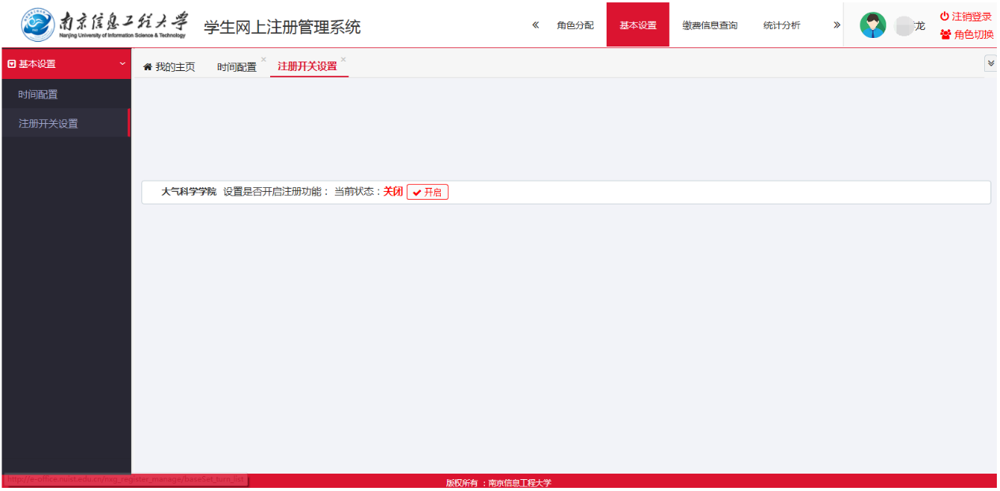 南京信息工程大学
Nanjing University of Information Science & Technology
学生网上注册管理系统
« 角色分配 基本设置 缴费信息查询 统计分析 »
龙
注销登录
角色切换
基本设置
我的主页 时间配置 × 注册开关设置 ×
时间配置
注册开关设置
大气科学学院 设置是否开启注册功能： 当前状态：关闭 开启
http://e-office.nuist.edu.cn/nxg_register_manage/baseSet_turn_list
版权所有 ：南京信息工程大学